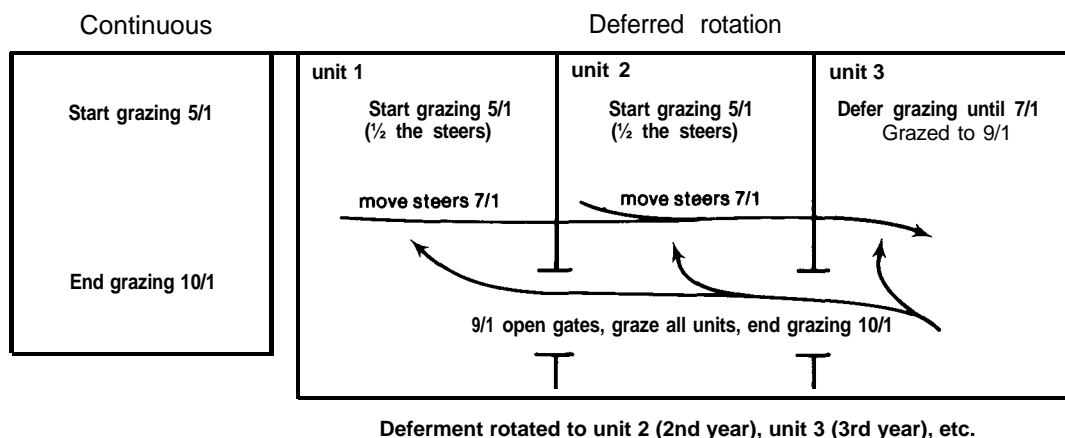 Continuous
Deferred rotation
unit 1
unit 2
unit 3
Start grazing 5/1
Start grazing 5/1
(½ the steers)
Start grazing 5/1
(½ the steers)
Defer grazing until 7/1
Grazed to 9/1
move steers 7/1
move steers 7/1
End grazing 10/1
9/1 open gates, graze all units, end grazing 10/1
Deferment rotated to unit 2 (2nd year), unit 3 (3rd year), etc.